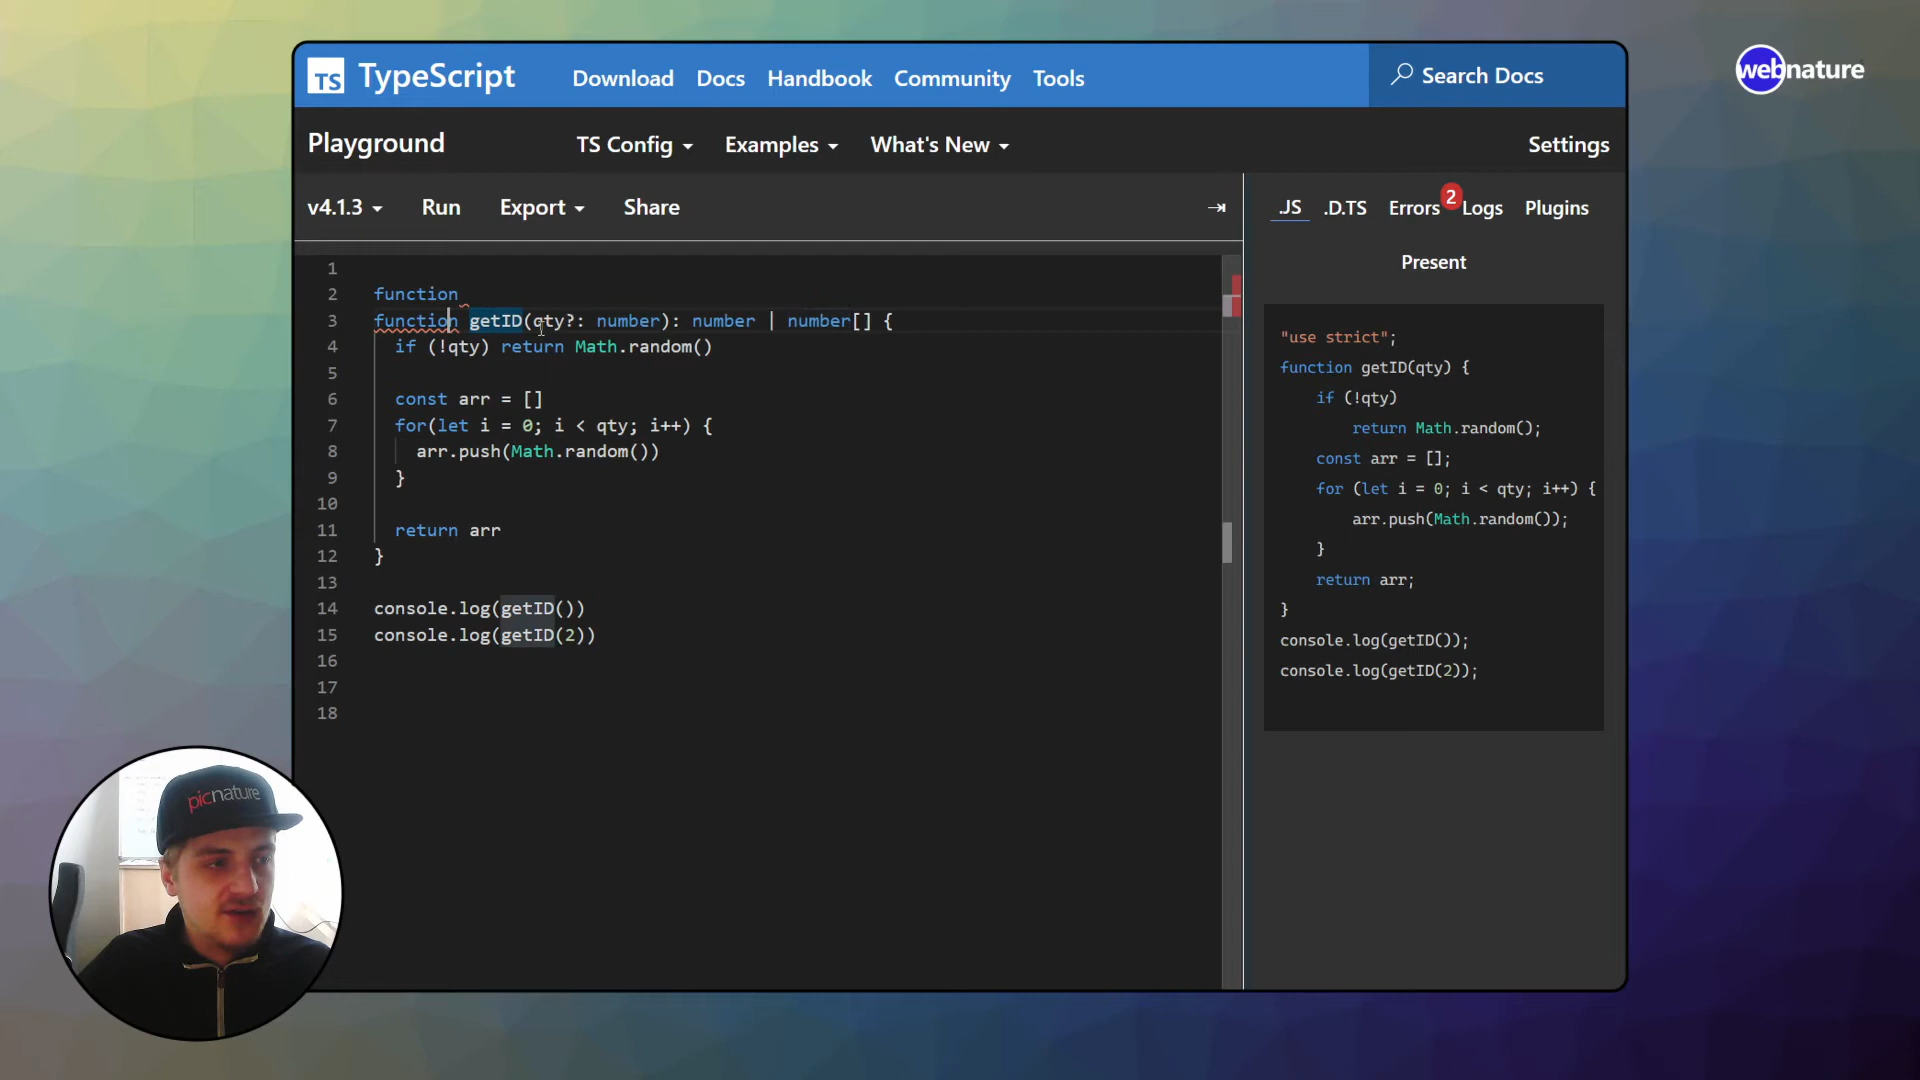 TS TypeScript Download Docs Handbook Community Tools Search Docs
webnature
Playground TS Config Examples What's New Settings
v4.1.3 Run Export Share
.JS .D.TS Errors 2 Logs Plugins
Present
1
2 function
3 function getID(qty?: number): number | number[] {
4 if (!qty) return Math.random()
5
6 const arr = []
7 for(let i = 0; i < qty; i++) {
8 arr.push(Math.random())
9 }
10
11 return arr
12 }
13
14 console.log(getID())
15 console.log(getID(2))
16
17
18
"use strict";
function getID(qty) {
if (!qty)
return Math.random();
const arr = [];
for (let i = 0; i < qty; i++) {
arr.push(Math.random());
}
return arr;
}
console.log(getID());
console.log(getID(2));
picnature